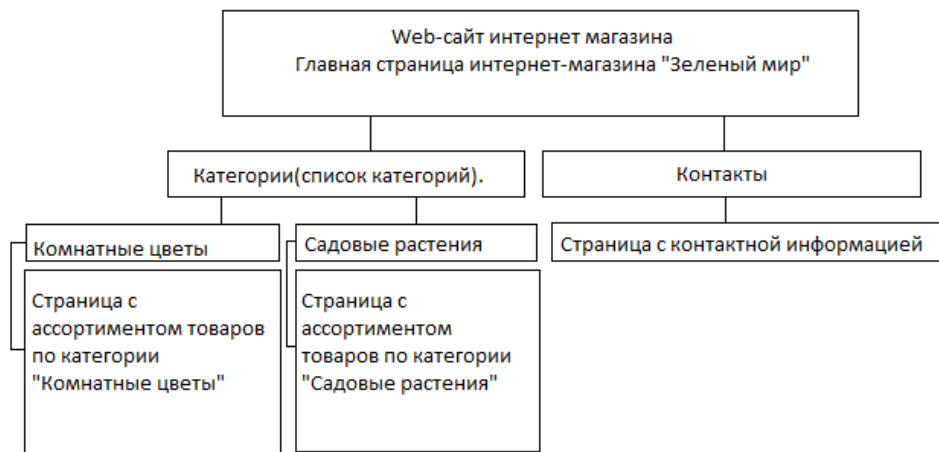 Web-сайт интернет магазина
Главная страница интернет-магазина "Зеленый мир"
Категории(список категорий).
Контакты
Комнатные цветы
Садовые растения
Страница с контактной информацией
Страница с
ассортиментом товаров
по категории
"Комнатные цветы"
Страница с
ассортиментом
товаров по категории
"Садовые растения"